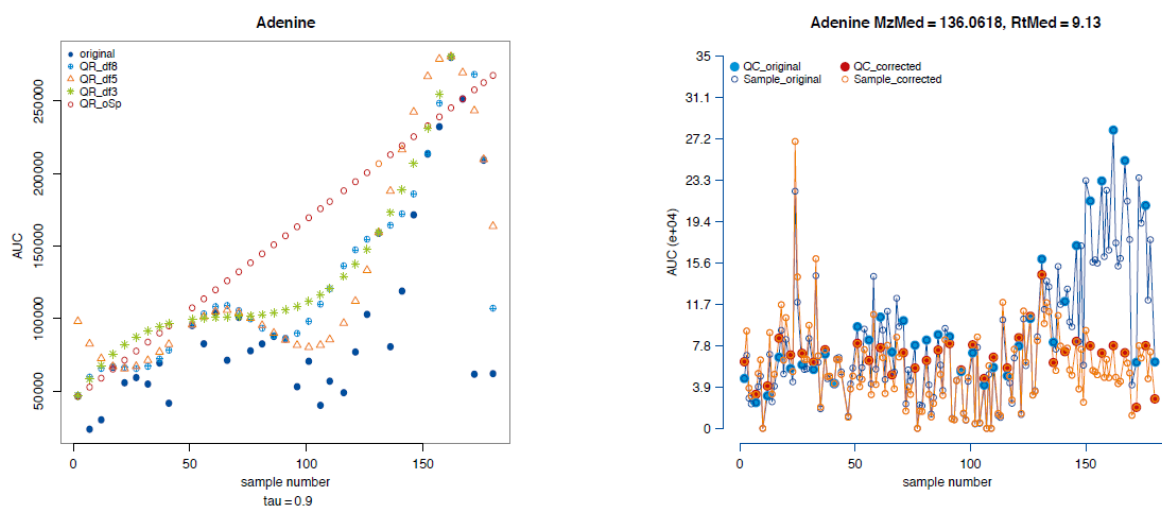 Adenine
original
QR_df8
QR_df5
QR_df3
QR_oSp
AUC
250000
200000
150000
100000
50000
0 50 100 150
sample number
tau = 0.9
Adenine MzMed = 136.0618, RtMed = 9.13
QC_original QC_corrected
Sample_original Sample_corrected
AUC (e+04)
35
31.1
27.2
23.3
19.4
15.6
11.7
7.8
3.9
0
0 50 100 150
sample number